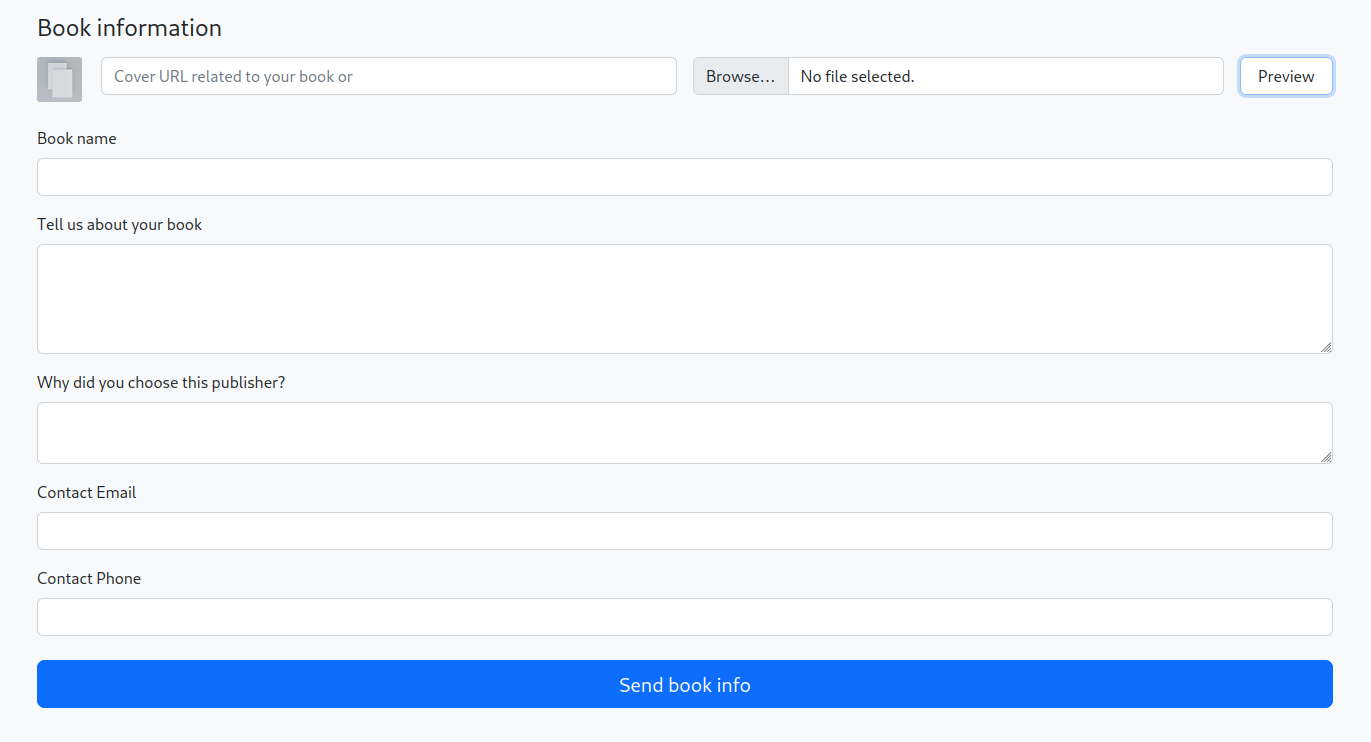 Book information
Cover URL related to your book or
Browse... No file selected.
Preview
Book name
Tell us about your book
Why did you choose this publisher?
Contact Email
Contact Phone
Send book info